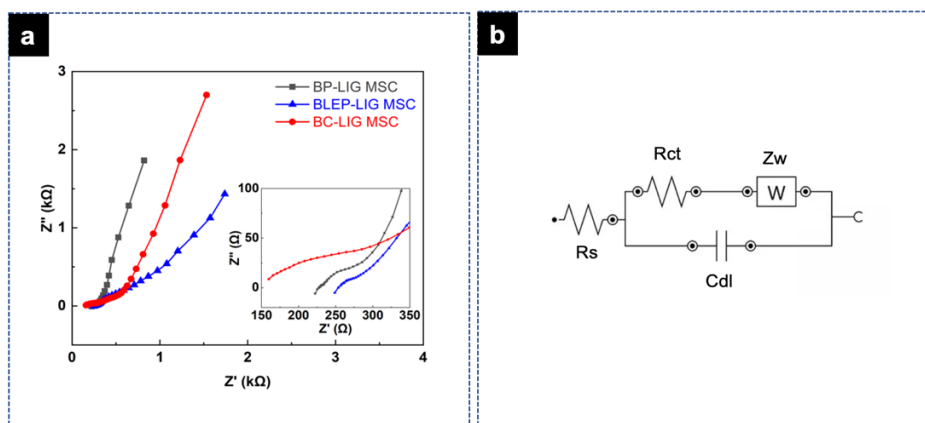 a
3
2
1
0
Z'' (kΩ)
0
1
2
3
4
Z' (kΩ)
BP-LIG MSC
BLEP-LIG MSC
BC-LIG MSC
100
50
0
Z'' (Ω)
150 200 250 300 350
Z' (Ω)
b
Rct
Zw
W
Rs
Cdl